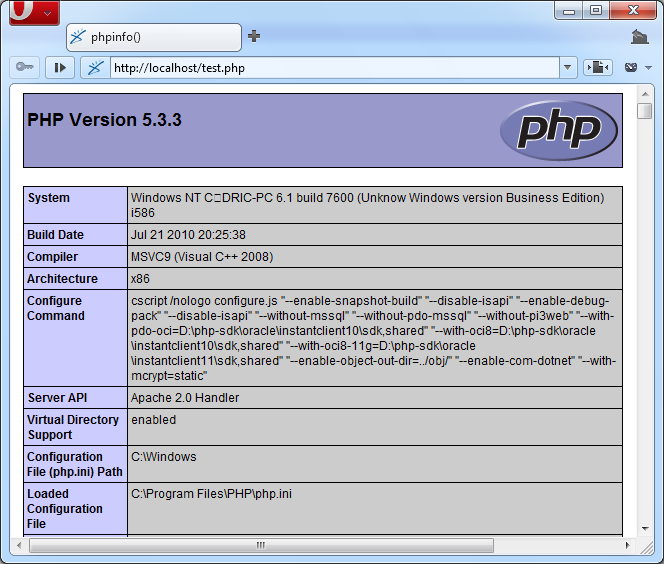 phpinfo()
http://localhost/test.php
PHP Version 5.3.3
php
System
Windows NT C□DRIC-PC 6.1 build 7600 (Unknow Windows version Business Edition)
i586
Build Date
Jul 21 2010 20:25:38
Compiler
MSVC9 (Visual C++ 2008)
Architecture
x86
Configure
Command
cscript /nologo configure.js "--enable-snapshot-build" "--disable-isapi" "--enable-debug-
pack" "--disable-isapi" "--without-mssql" "--without-pdo-mssql" "--without-pi3web" "--with-
pdo-oci=D:\php-sdk\oracle\instantclient10\sdk,shared" "--with-oci8=D:\php-sdk\oracle
\instantclient10\sdk,shared" "--with-oci8-11g=D:\php-sdk\oracle
\instantclient11\sdk,shared" "--enable-object-out-dir=../obj/" "--enable-com-dotnet" "--with-
mcrypt=static"
Server API
Apache 2.0 Handler
Virtual Directory
Support
enabled
Configuration
File (php.ini) Path
C:\Windows
Loaded
Configuration
File
C:\Program Files\PHP\php.ini